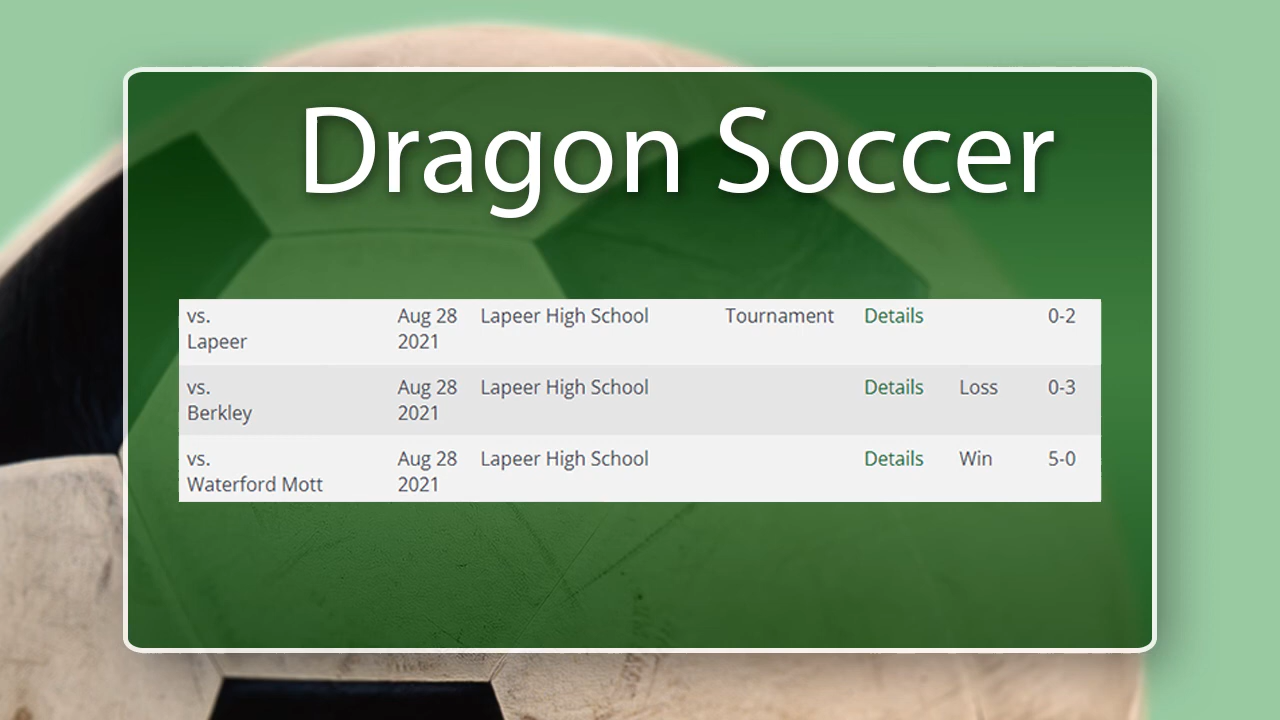 Dragon Soccer
vs. Aug 28 Lapeer High School Tournament Details 0-2
Lapeer 2021
vs. Aug 28 Lapeer High School Details Loss 0-3
Berkley 2021
vs. Aug 28 Lapeer High School Details Win 5-0
Waterford Mott 2021